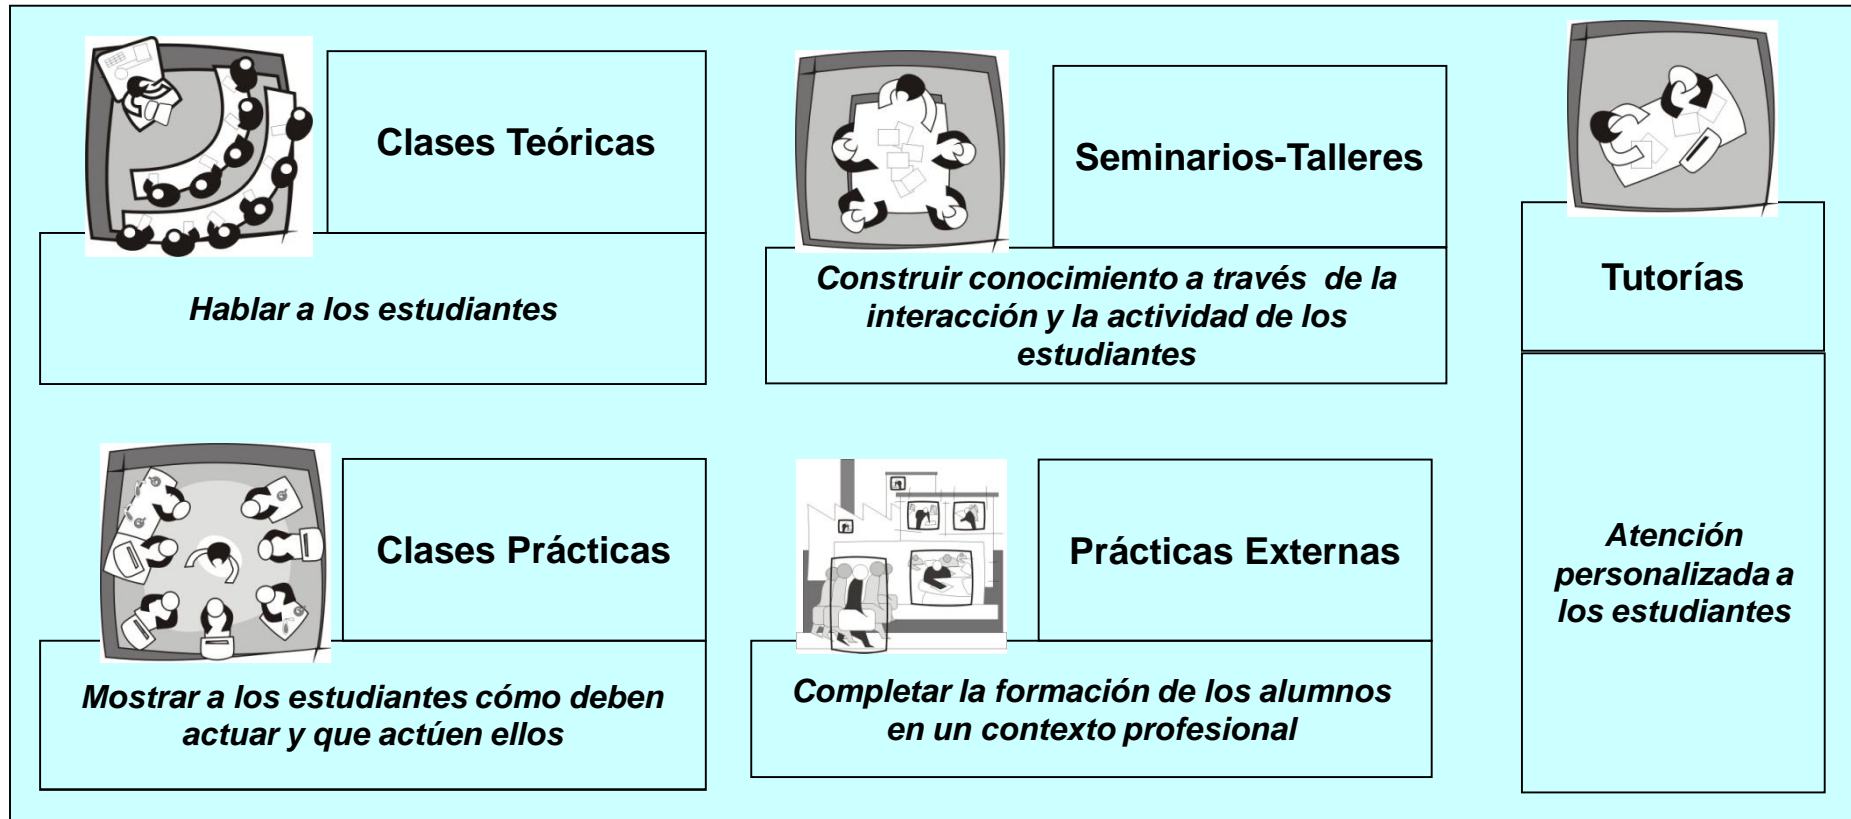 Clases Teóricas
Hablar a los estudiantes
Seminarios-Talleres
Construir conocimiento a través de la
interacción y la actividad de los
estudiantes
Tutorías
Atención
personalizada a
los estudiantes
Clases Prácticas
Mostrar a los estudiantes cómo deben
actuar y que actúen ellos
Prácticas Externas
Completar la formación de los alumnos
en un contexto profesional